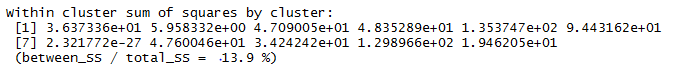 Within cluster sum of squares by cluster:
[1] 3.637336e+01 5.958332e+00 4.709005e+01 4.835289e+01 1.353747e+02 9.443162e+01
[7] 2.321772e-27 4.760046e+01 3.424242e+01 1.298966e+02 1.946205e+01
(between_SS / total_SS = -13.9 %)